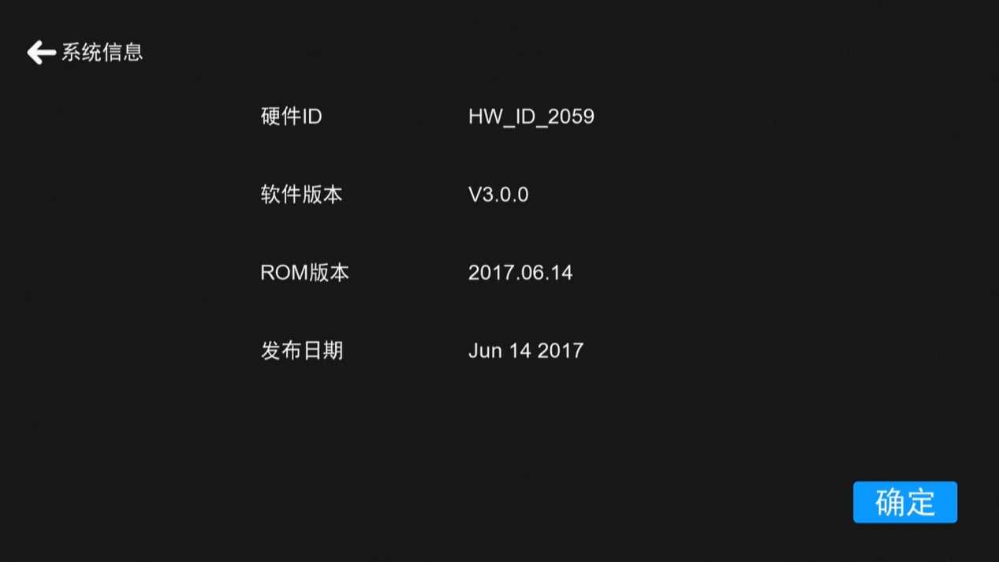 系统信息
硬件ID HW_ID_2059
软件版本 V3.0.0
ROM版本 2017.06.14
发布日期 Jun 14 2017
确定